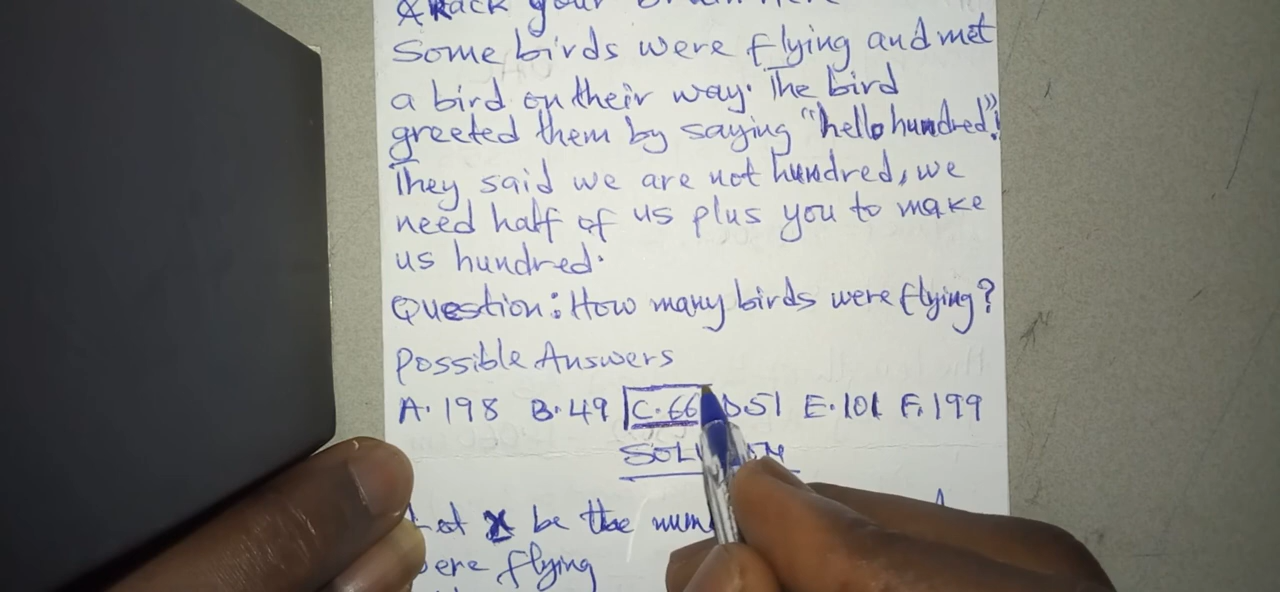 your
Some birds were flying and met
a bird on their way. The bird
greeted them by saying "hello hundred"!
They said we are not hundred, we
need half of us plus you to make
us hundred.
Question: How many birds were flying?
Possible Answers
A. 198 B. 49 C. 66 D 51 E. 101 F. 199
be the
flying